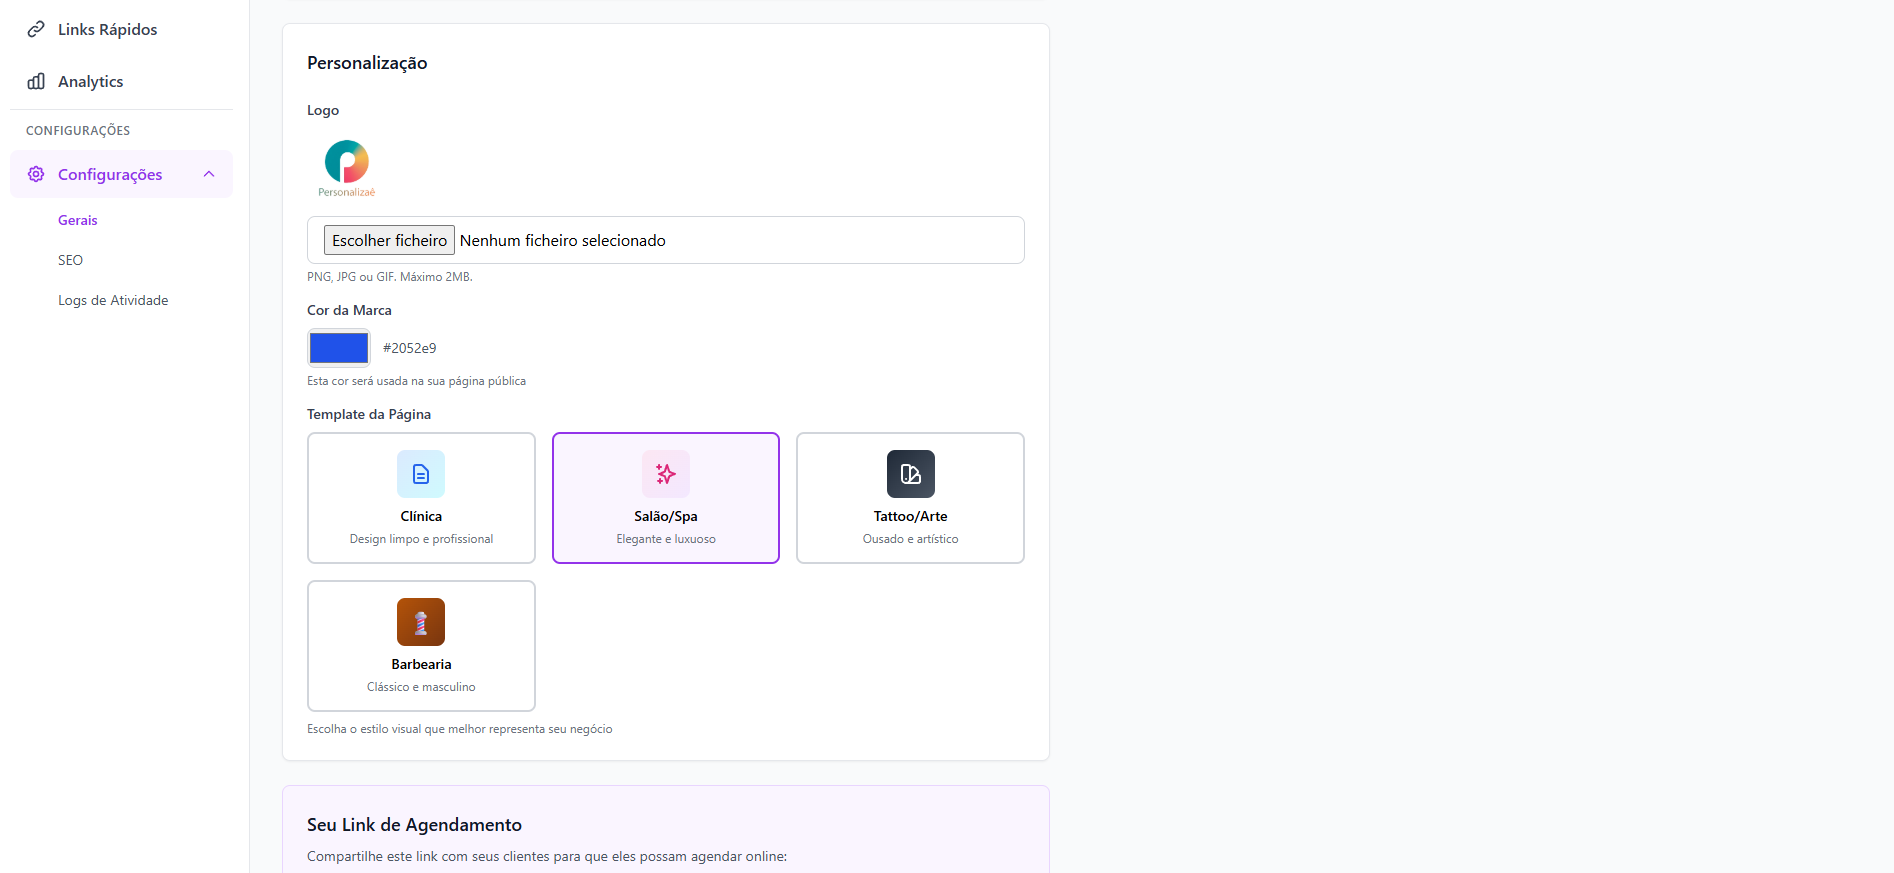 Links Rápidos
Analytics
CONFIGURAÇÕES
Configurações
Gerais
SEO
Logs de Atividade
Personalização
Logo
Personalizaê
Escolher ficheiro Nenhum ficheiro selecionado
PNG, JPG ou GIF. Máximo 2MB.
Cor da Marca
#2052e9
Esta cor será usada na sua página pública
Template da Página
Clínica
Design limpo e profissional
Salão/Spa
Elegante e luxuoso
Tattoo/Arte
Ousado e artístico
Barbearia
Clássico e masculino
Escolha o estilo visual que melhor representa seu negócio
Seu Link de Agendamento
Compartilhe este link com seus clientes para que eles possam agendar online: